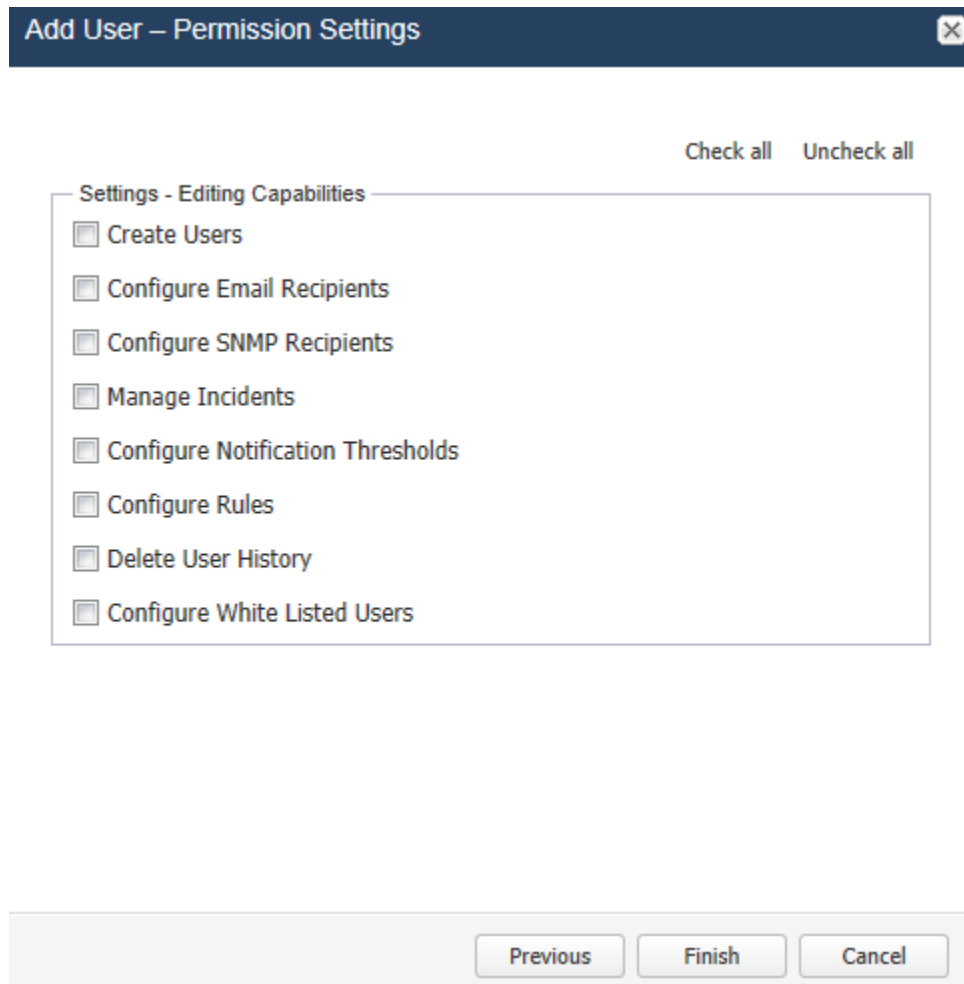 Add User – Permission Settings
Check all Uncheck all
Settings - Editing Capabilities
Create Users
Configure Email Recipients
Configure SNMP Recipients
Manage Incidents
Configure Notification Thresholds
Configure Rules
Delete User History
Configure White Listed Users
Previous Finish Cancel